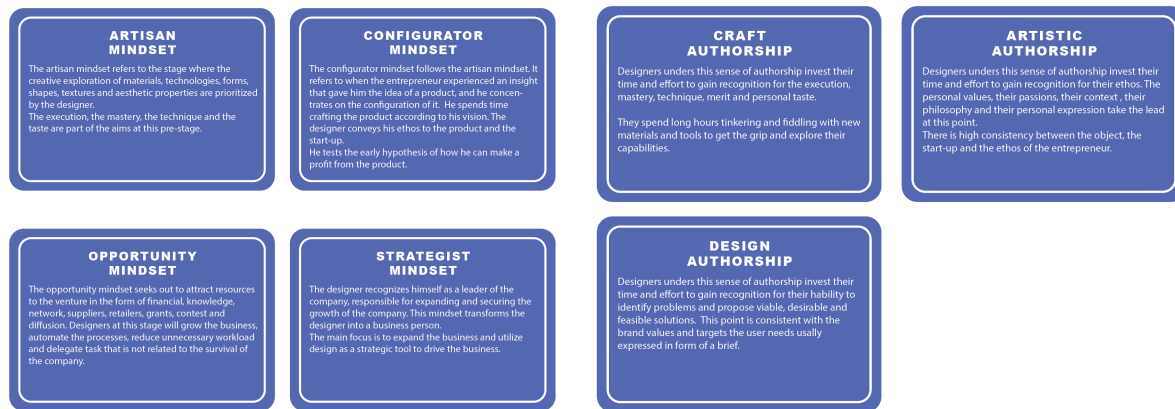 ARTISAN
MINDSET
The artisan mindset refers to the stage where the
creative exploration of materials, technologies, forms,
shapes, textures and aesthetic properties are prioritized
by the designer.
The execution, the mastery, the technique and the
taste are part of the aims at this pre-stage.
CONFIGURATOR
MINDSET
The configurator mindset follows the artisan mindset. It
refers to when the entrepreneur experienced an insight
that gave him the idea of a product, and he concen-
trates on the configuration of it. He spends time
crafting the product according to his vision. The
designer conveys his ethos to the product and the
start-up.
He tests the early hypothesis of how he can make a
profit from the product.
CRAFT
AUTHORSHIP
Designers unders this sense of authorship invest their
time and effort to gain recognition for the execution,
mastery, technique, merit and personal taste.
They spend long hours tinkering and fiddling with new
materials and tools to get the grip and explore their
capabilities.
ARTISTIC
AUTHORSHIP
Designers unders this sense of authorship invest their
time and effort to gain recognition for their ethos. The
personal values, their passions, their context , their
philosophy and their personal expression take the lead
at this point.
There is high consistency between the object, the
start-up and the ethos of the entrepreneur.
OPPORTUNITY
MINDSET
The opportunity mindset seeks out to attract resources
to the venture in the form of financial, knowledge,
network, suppliers, retailers, grants, contest and
diffusion. Designers at this stage will grow the business,
automate the processes, reduce unnecessary workload
and delegate task that is not related to the survival of
the company.
STRATEGIST
MINDSET
The designer recognizes himself as a leader of the
company, responsible for expanding and securing the
growth of the company. This mindset transforms the
designer into a business person.
The main focus is to expand the business and utilize
design as a strategic tool to drive the business.
DESIGN
AUTHORSHIP
Designers unders this sense of authorship invest their
time and effort to gain recognition for their hability to
identify problems and propose viable, desirable and
feasible solutions. This point is consistent with the
brand values and targets the user needs usally
expressed in form of a brief.